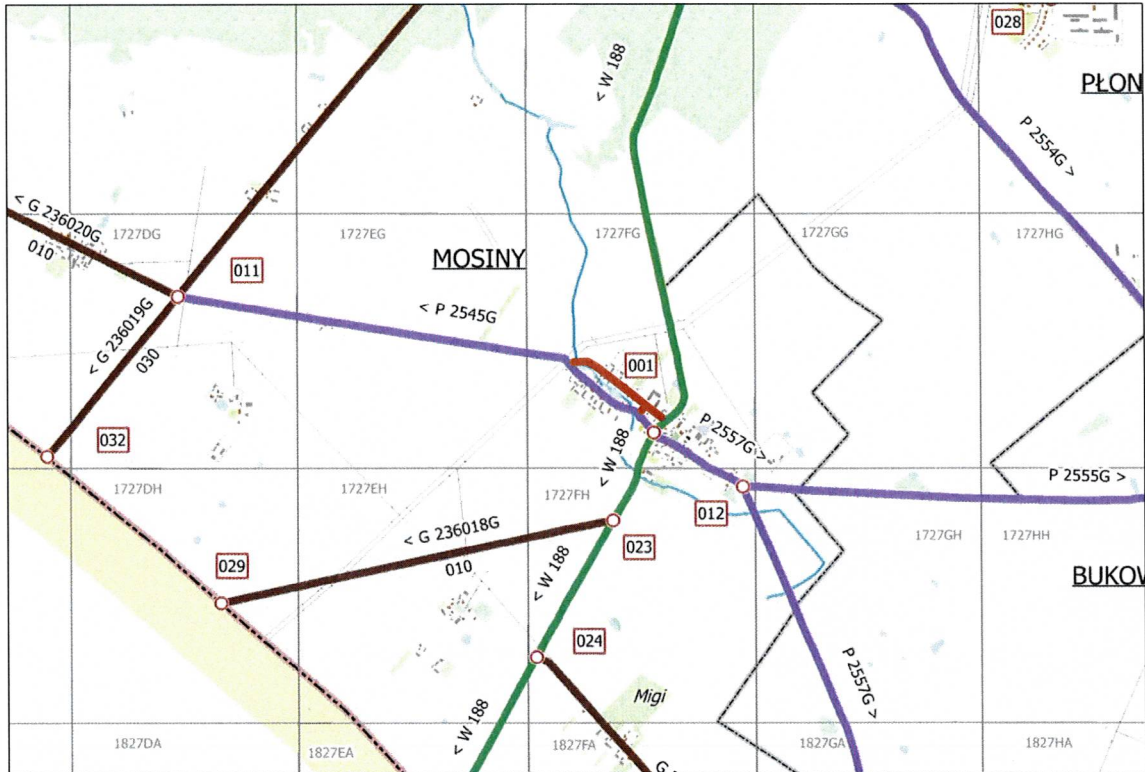 028
< W 188
PŁON
P 2554G >
< G 236020G
010
1727DG
1727EG
1727FG
1727GG
1727HG
MOSINY
011
< P 2545G
< G 236019G
030
001
032
P 2557G >
< W 188
P 2555G >
1727DH
1727EH
1727FH
012
< G 236018G
010
023
1727GH
1727HH
029
< W 188
BUKOW
024
P 2557G >
Migi
< W 188
1827DA
1827EA
1827FA
1827GA
1827HA